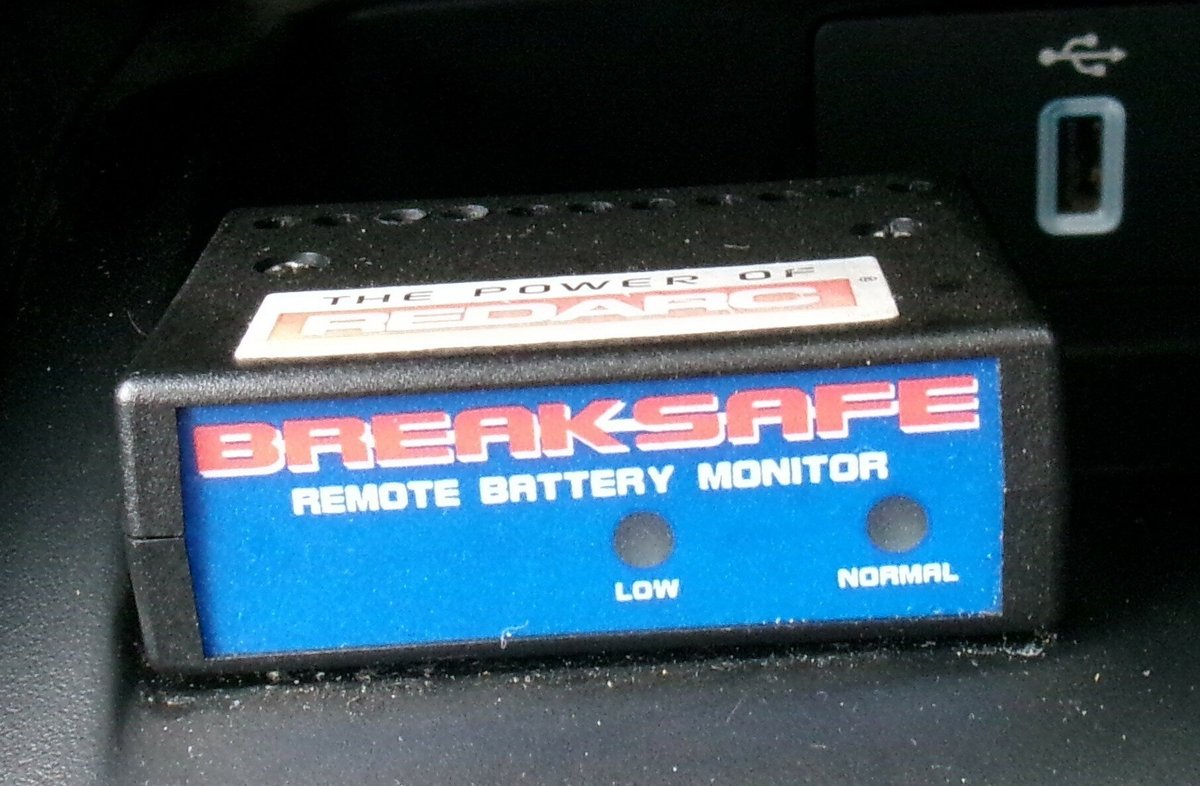 THE POWER OF
REDARC®
BREAKSAFE
REMOTE BATTERY MONITOR
LOW
NORMAL